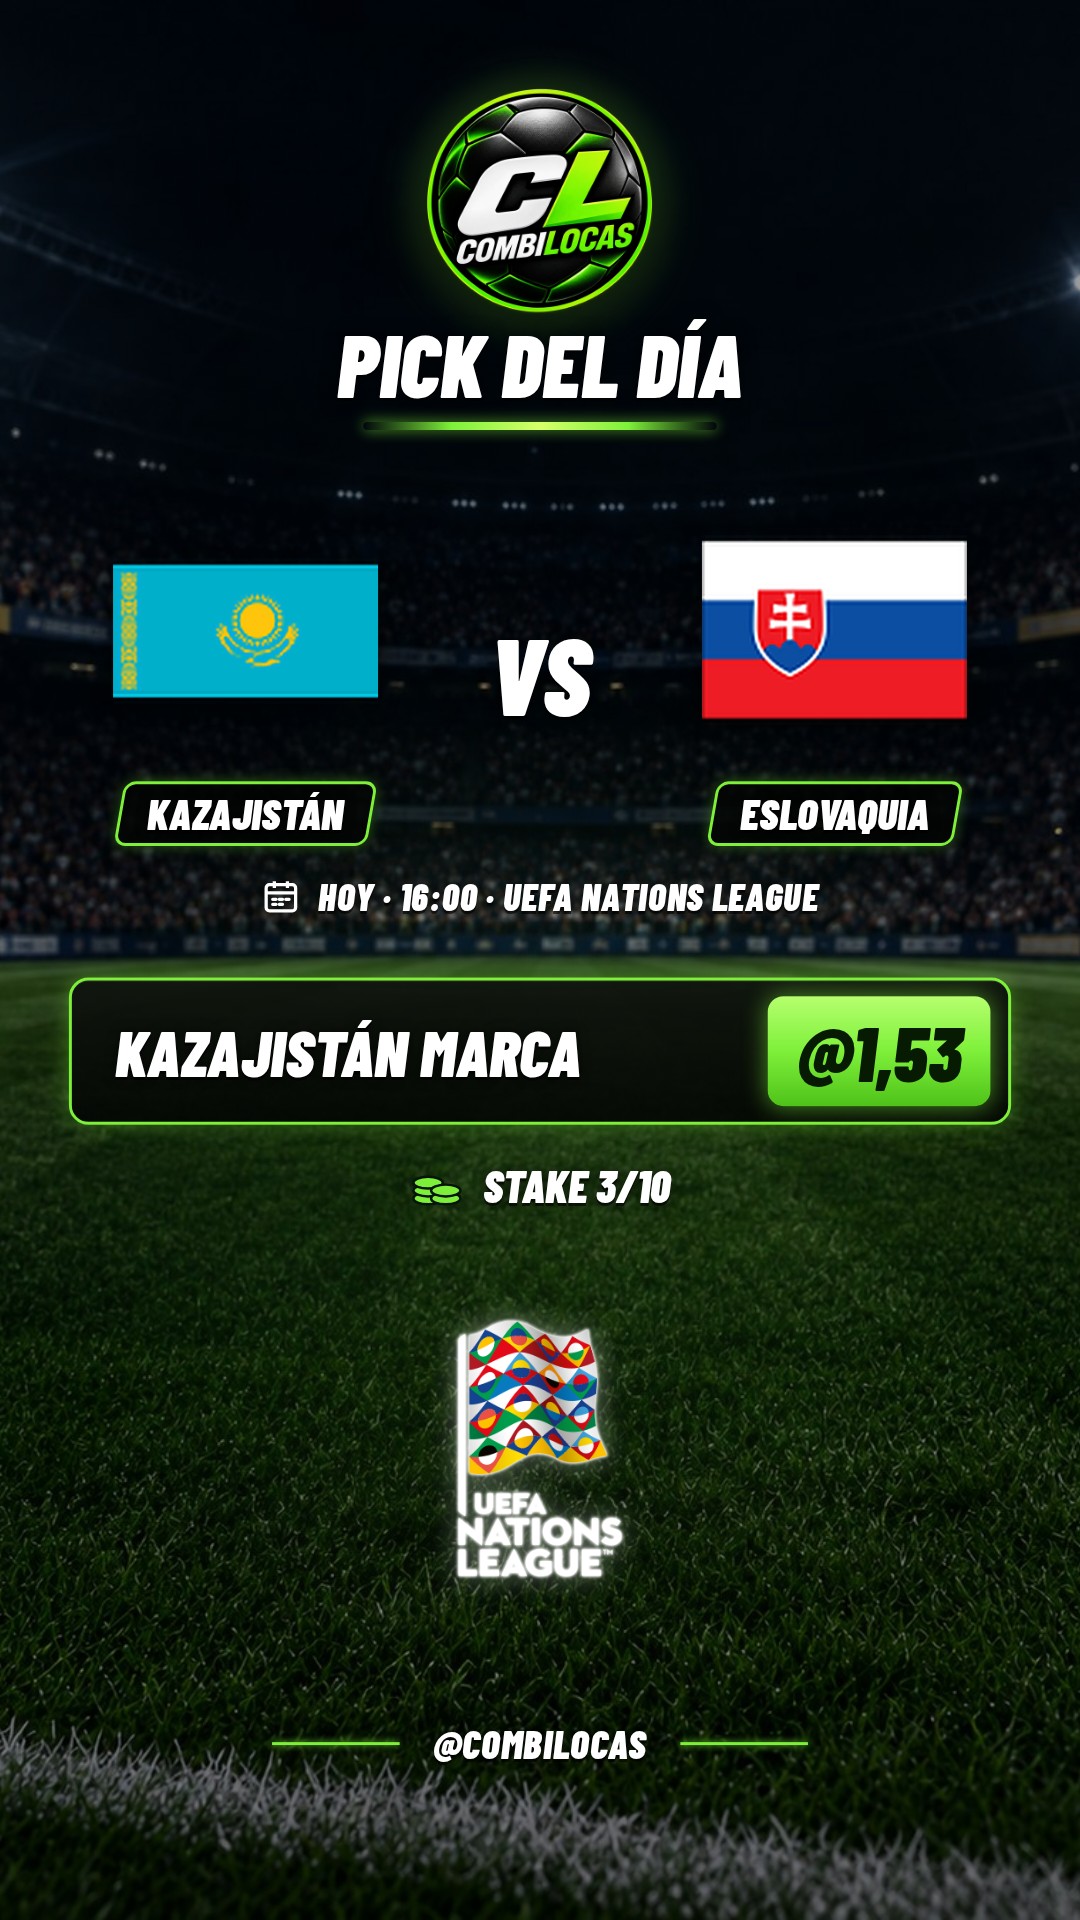 CL
COMBILOCAS
PICK DEL DÍA
VS
KAZAJISTÁN
ESLOVAQUIA
HOY · 16:00 · UEFA NATIONS LEAGUE
KAZAJISTÁN MARCA
@1,53
STAKE 3/10
UEFA
NATIONS
LEAGUE™
@COMBILOCAS